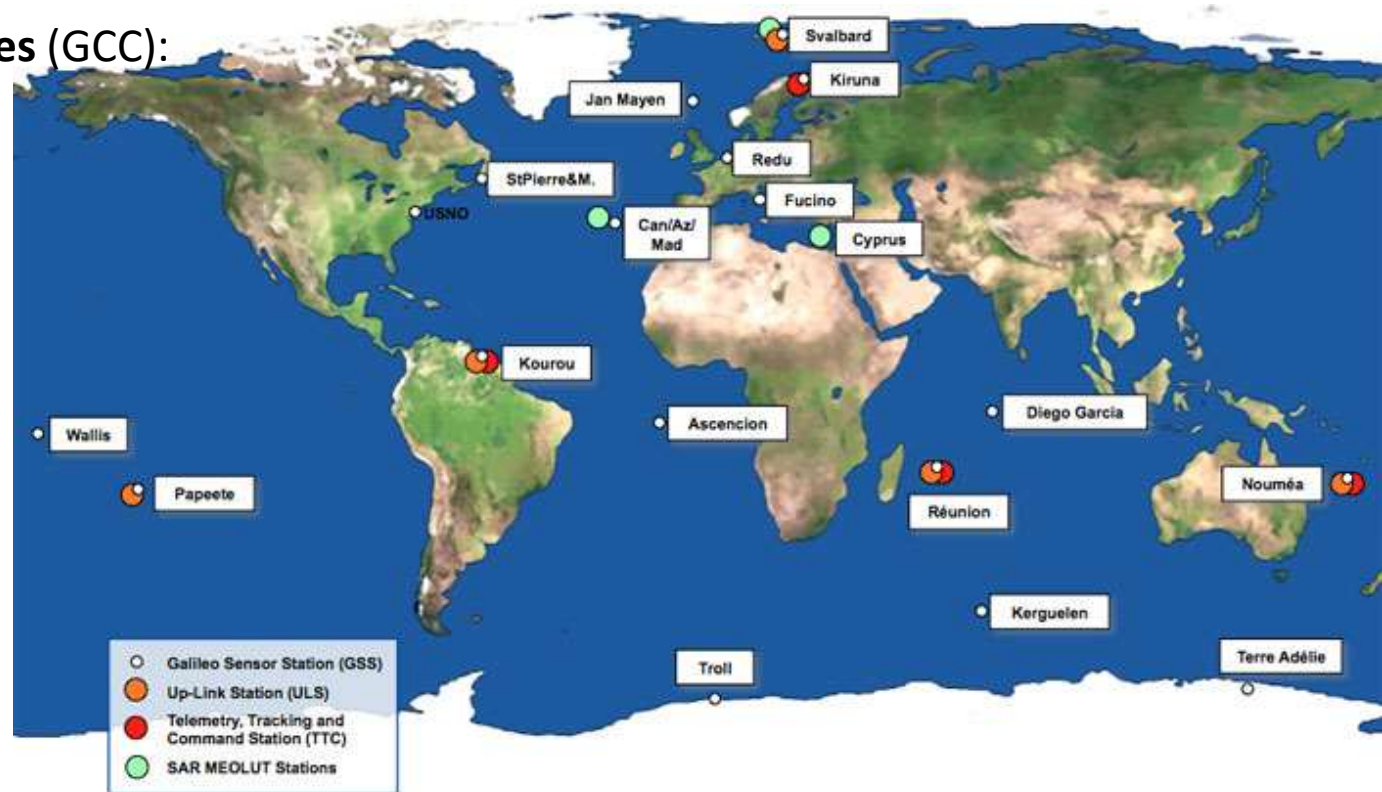 es (GCC):
Svalbard
Kiruna
Jan Mayen
Redu
StPierre&M.
Fucino
USNO
Can/Az/
Mad
Cyprus
Kourou
Ascencion
Diego Garcia
Wallis
Papeete
Réunion
Nouméa
Kerguelen
Troll
Terre Adélie
Galileo Sensor Station (GSS)
Up-Link Station (ULS)
Telemetry, Tracking and
Command Station (TTC)
SAR MEOLUT Stations